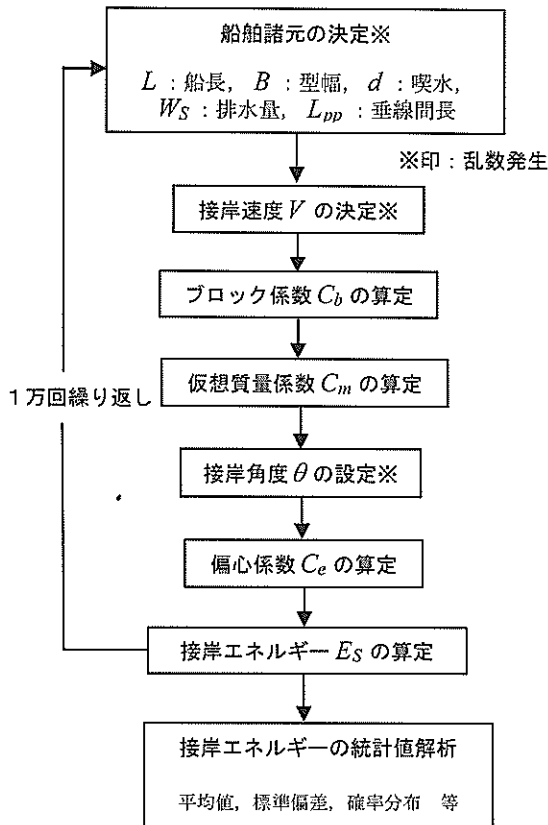 船舶諸元の決定※
L：船長，B：型幅，d：喫水，
W_S：排水量，L_{pp}：垂線間長
※印：乱数発生
接岸速度 V の決定※
ブロック係数 C_b の算定
仮想質量係数 C_m の算定
1万回繰り返し
接岸角度 θ の設定※
偏心係数 C_e の算定
接岸エネルギー E_S の算定
接岸エネルギーの統計値解析
平均値，標準偏差，確率分布 等